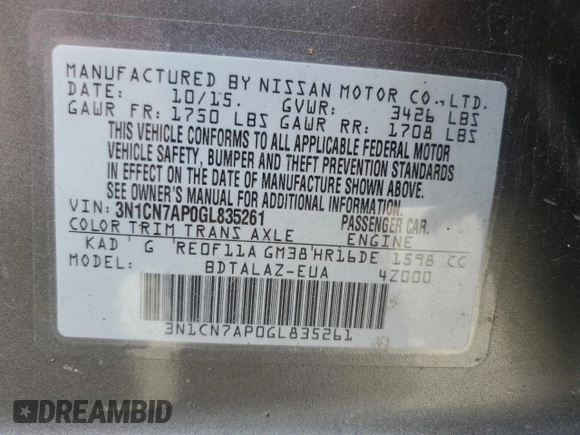 MANUFACTURED BY NISSAN MOTOR CO.,LTD.
DATE: 10/15. GVWR: 3426 LBS
GAWR FR: 1750 LBS GAWR RR: 1708 LBS
THIS VEHICLE CONFORMS TO ALL APPLICABLE FEDERAL MOTOR
VEHICLE SAFETY, BUMPER AND THEFT PREVENTION STANDARDS
IN EFFECT ON THE DATE OF MANUFACTURE SHOWN ABOVE.
SEE OWNER'S MANUAL FOR ADDITIONAL INFORMATION.
VIN: 3N1CN7AP0GL835261 PASSENGER CAR.
COLOR TRIM TRANS AXLE ENGINE
KAD G RE0F11A GM38 HR16DE 1598 CC
MODEL: BDTALAZ-EUA 4Z000
3N1CN7AP0GL835261
DREAMBID